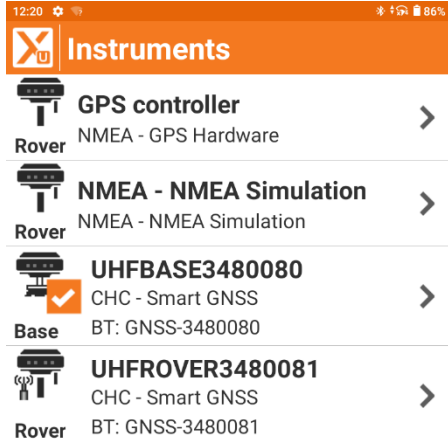 12:20 86%
Xu Instruments
GPS controller
NMEA - GPS Hardware
Rover
NMEA - NMEA Simulation
NMEA - NMEA Simulation
Rover
UHFBASE3480080
CHC - Smart GNSS
BT: GNSS-3480080
Base
UHFROVER3480081
CHC - Smart GNSS
BT: GNSS-3480081
Rover